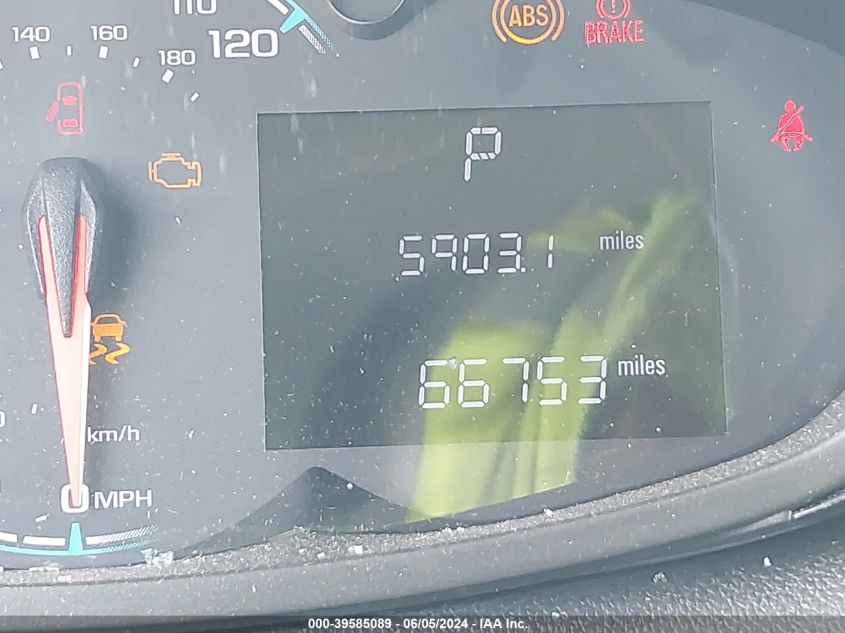 110
120
140
160
180
ABS
BRAKE
P
5903.1 miles
66753 miles
km/h
0 MPH
000-39585089 - 06/05/2024 - IAA Inc.